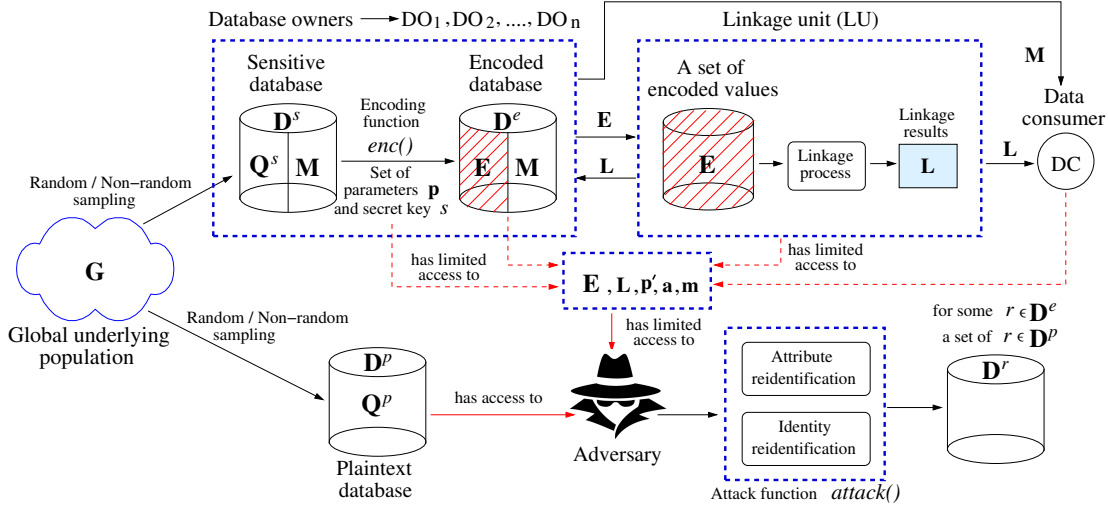 Database owners
DO1, DO2, ...., DOn
Linkage unit (LU)
Sensitive
database
Encoded
database
A set of
encoded values
M
Data
consumer
D^s
Q^s
M
Encoding
function
enc()
Set of
parameters p
and secret key s
D^e
E
M
E
L
E
Linkage
process
Linkage
results
L
L
DC
Random / Non−random
sampling
G
Global underlying
population
has limited
access to
has limited
access to
E , L, p′, a, m
Random / Non−random
sampling
has limited
access to
for some r ϵ D^e
a set of r ϵ D^p
D^p
Q^p
Plaintext
database
has access to
Adversary
Attribute
reidentification
Identity
reidentification
Attack function attack()
D^r